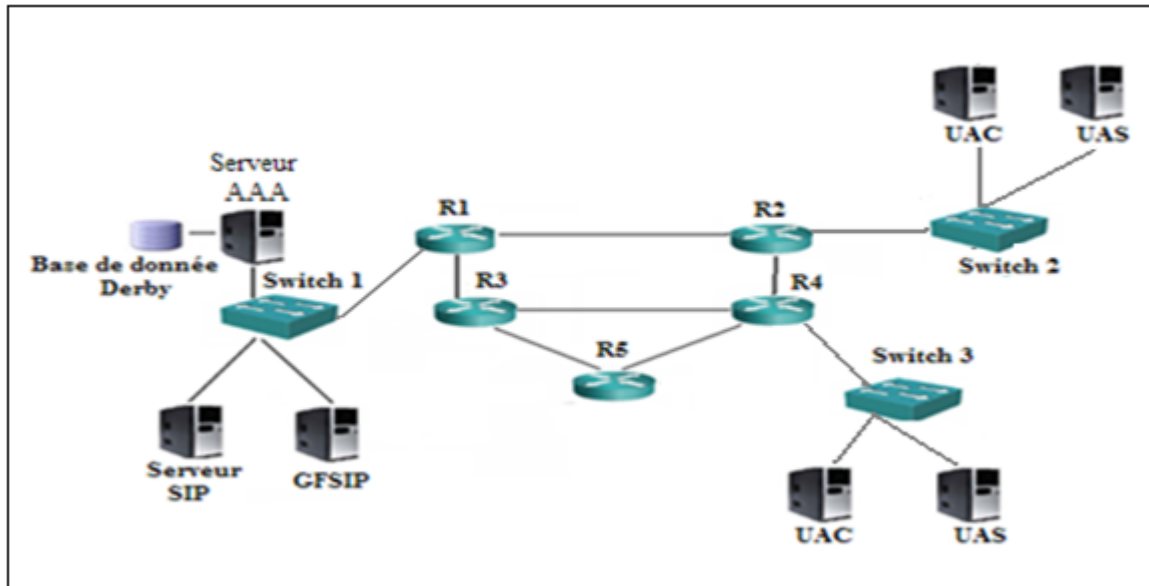 UAC
UAS
Serveur
AAA
R1
R2
Base de donnée
Derby
Switch 1
Switch 2
R3
R4
R5
Switch 3
Serveur
SIP
GFSIP
UAC
UAS